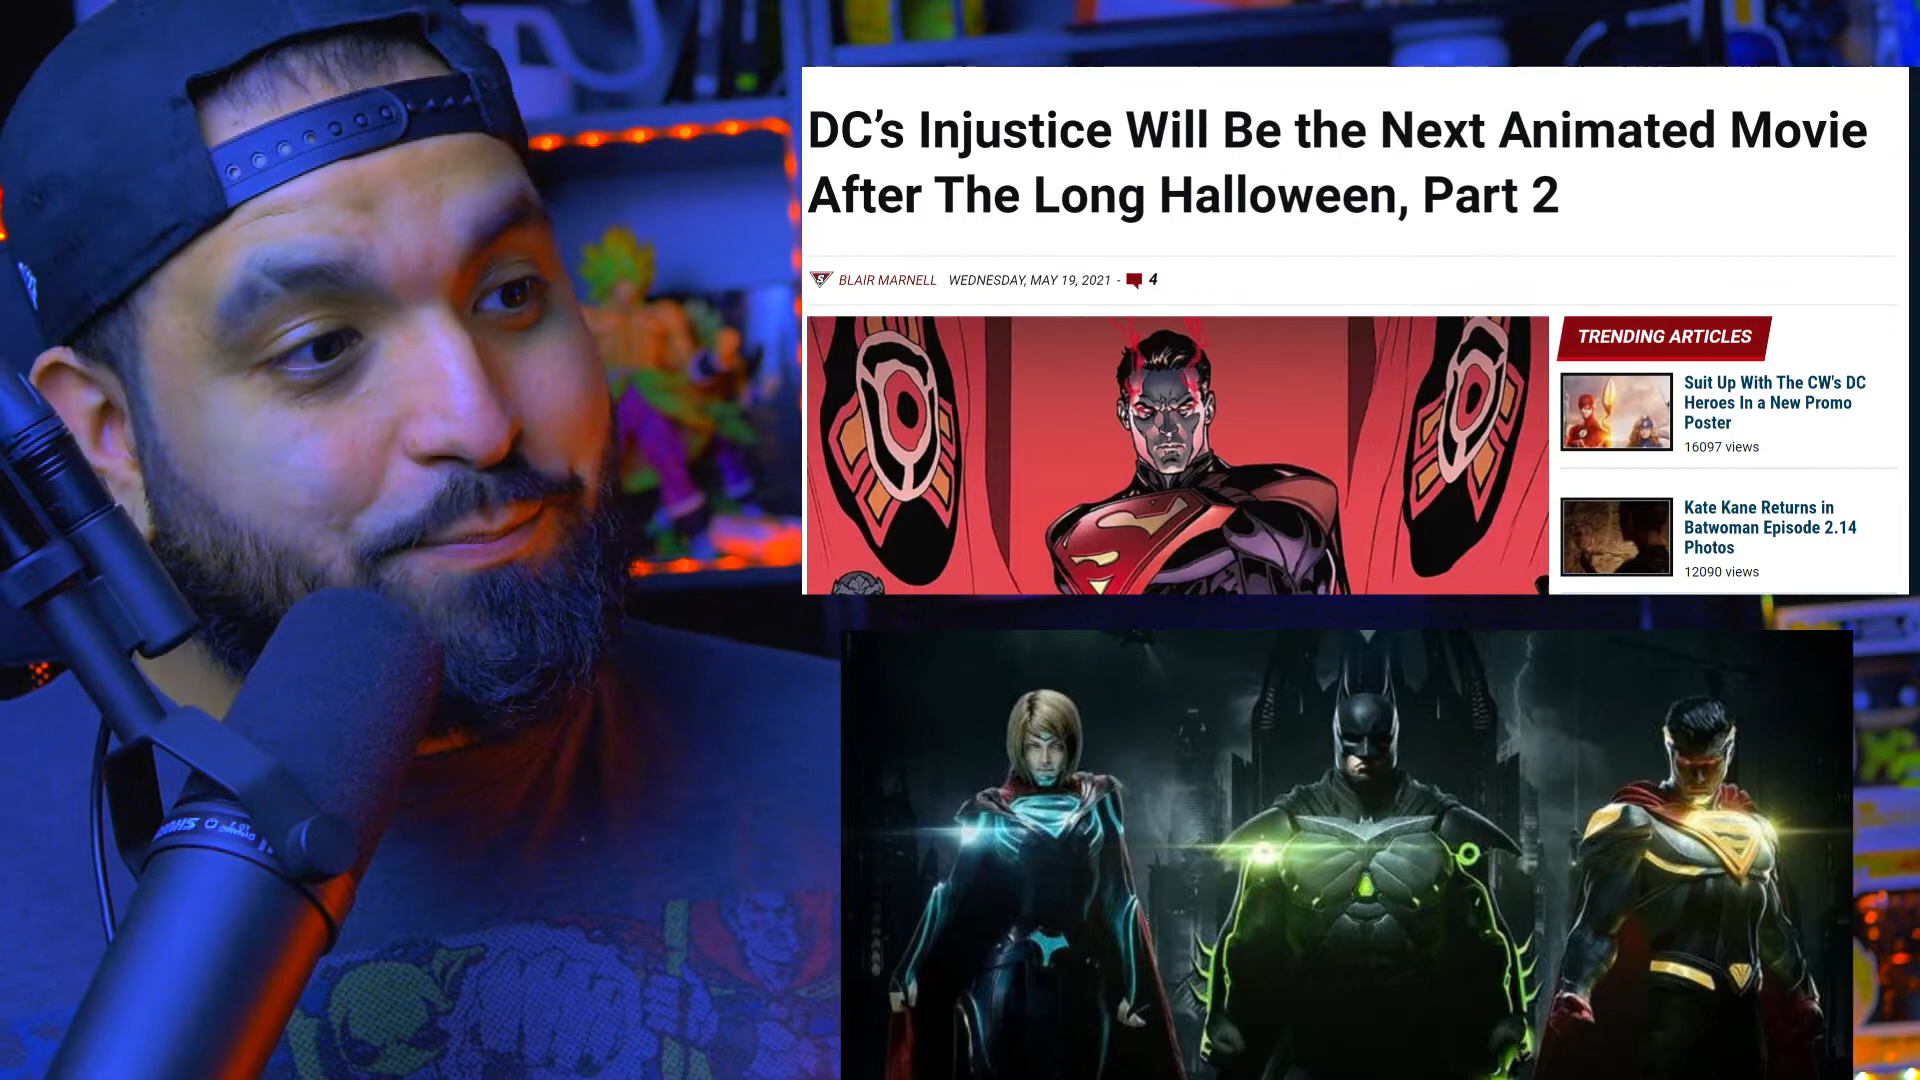 DC’s Injustice Will Be the Next Animated Movie
After The Long Halloween, Part 2
BLAIR MARNELL WEDNESDAY, MAY 19, 2021 - 4
TRENDING ARTICLES
Suit Up With The CW's DC
Heroes In a New Promo
Poster
16097 views
Kate Kane Returns in
Batwoman Episode 2.14
Photos
12090 views